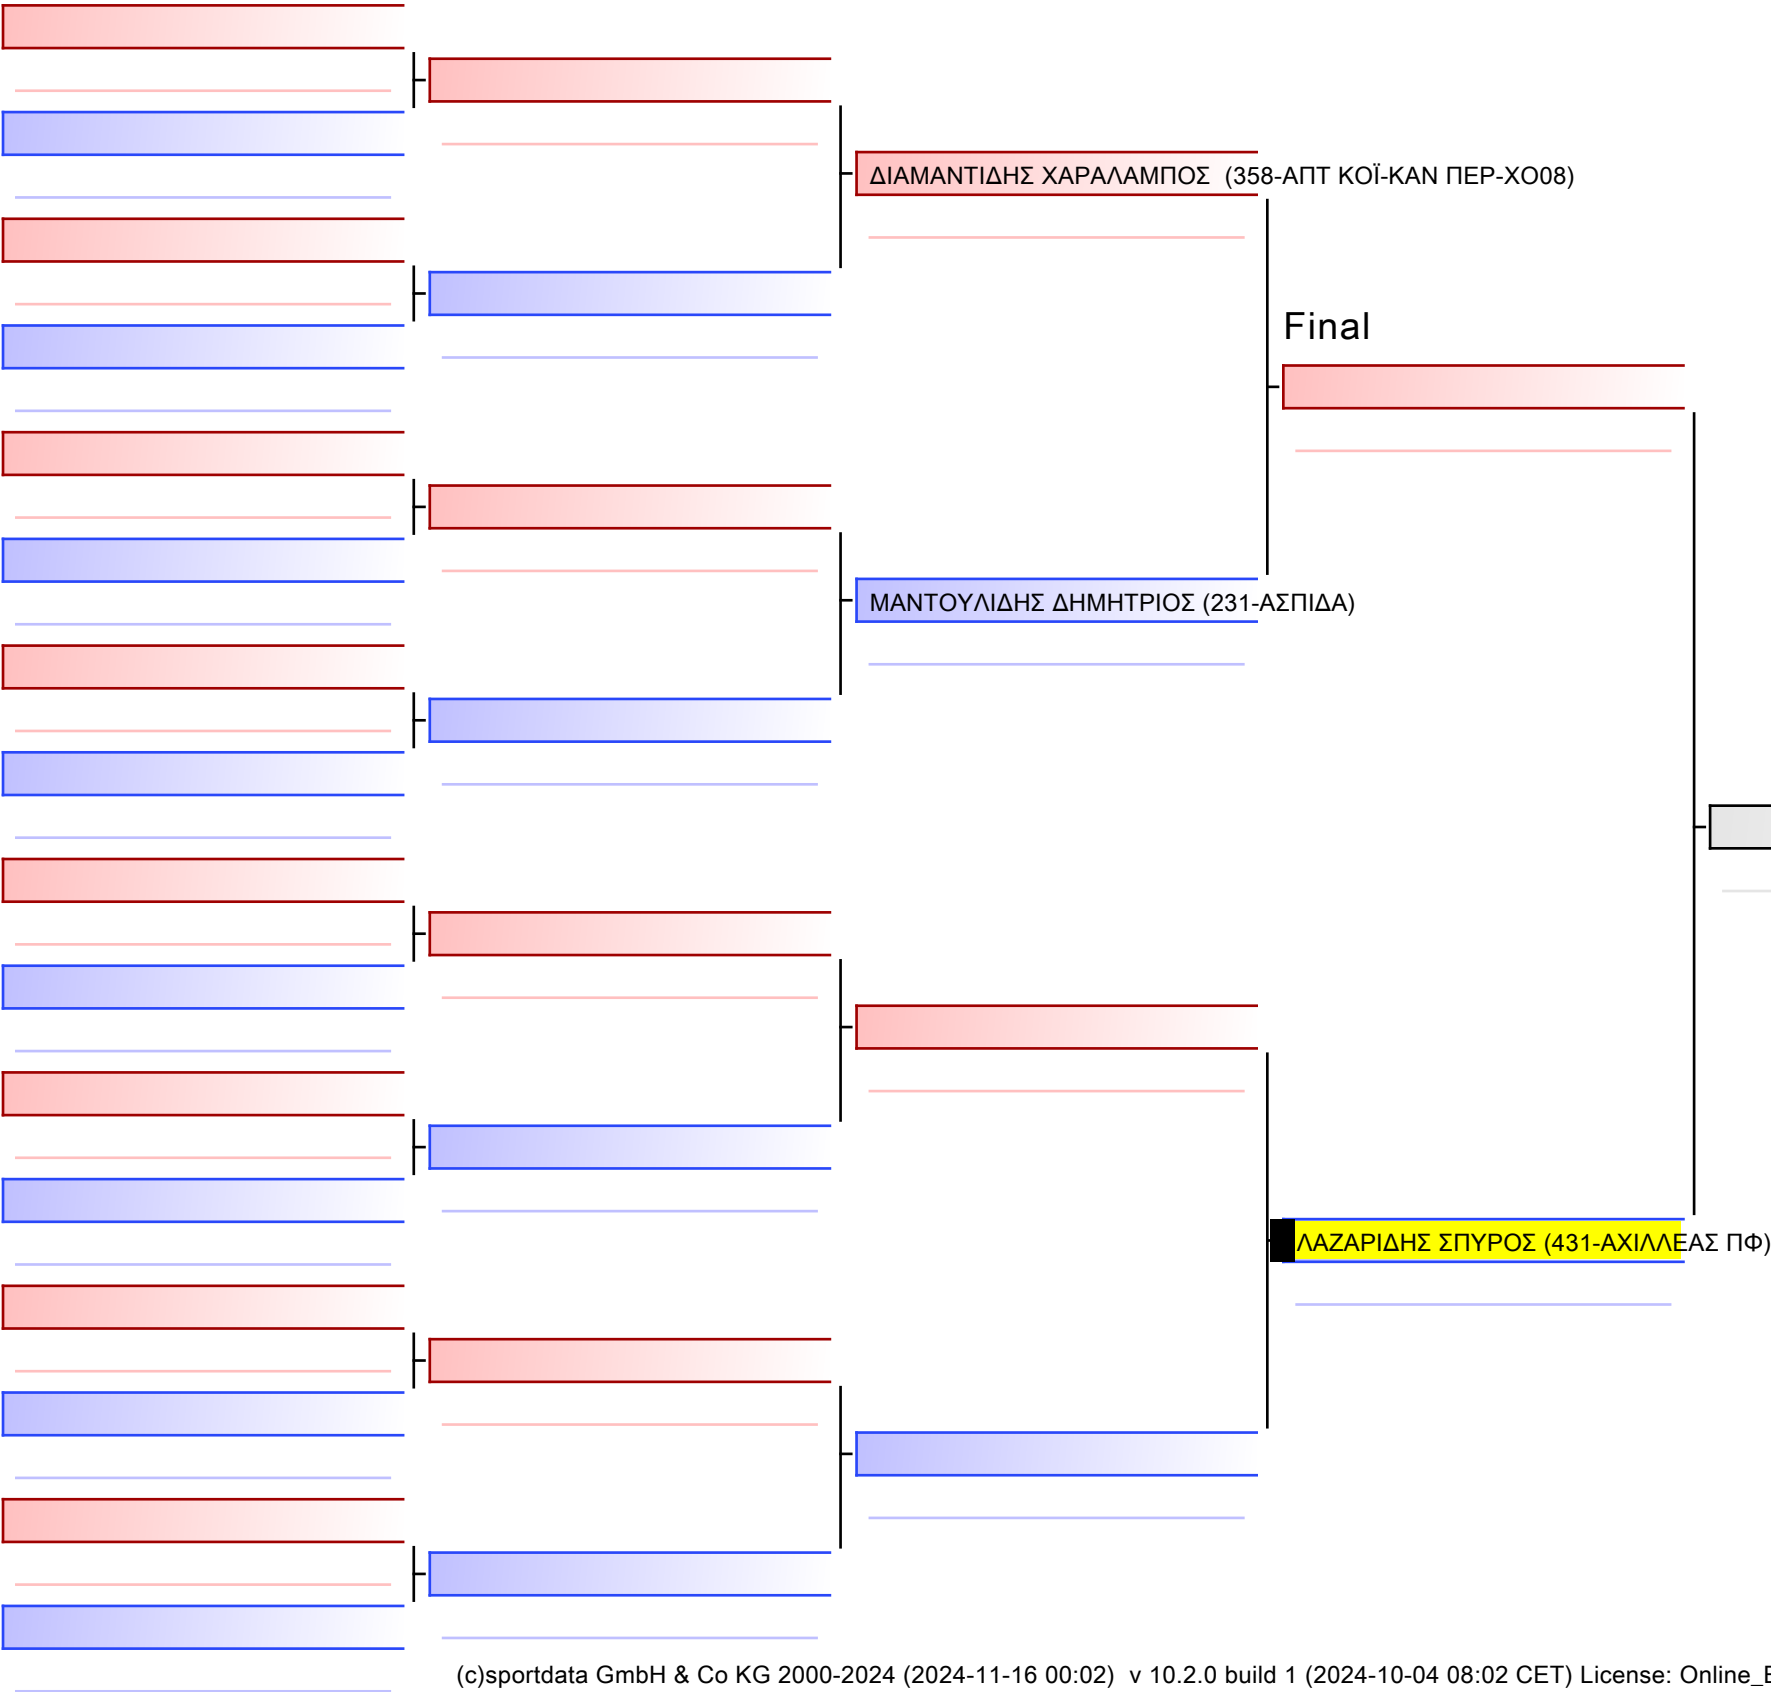 ΔΙΑΜΑΝΤΙΔΗΣ ΧΑΡΑΛΑΜΠΟΣ (358-ΑΠΤ ΚΟΪ-ΚΑΝ ΠΕΡ-ΧΟ08)
Final
ΜΑΝΤΟΥΛΙΔΗΣ ΔΗΜΗΤΡΙΟΣ (231-ΑΣΠΙΔΑ)
ΛΑΖΑΡΙΔΗΣ ΣΠΥΡΟΣ (431-ΑΧΙΛΛΕΑΣ ΠΦ)
(c)sportdata GmbH & Co KG 2000-2024 (2024-11-16 00:02) v 10.2.0 build 1 (2024-10-04 08:02 CET) License: Online_